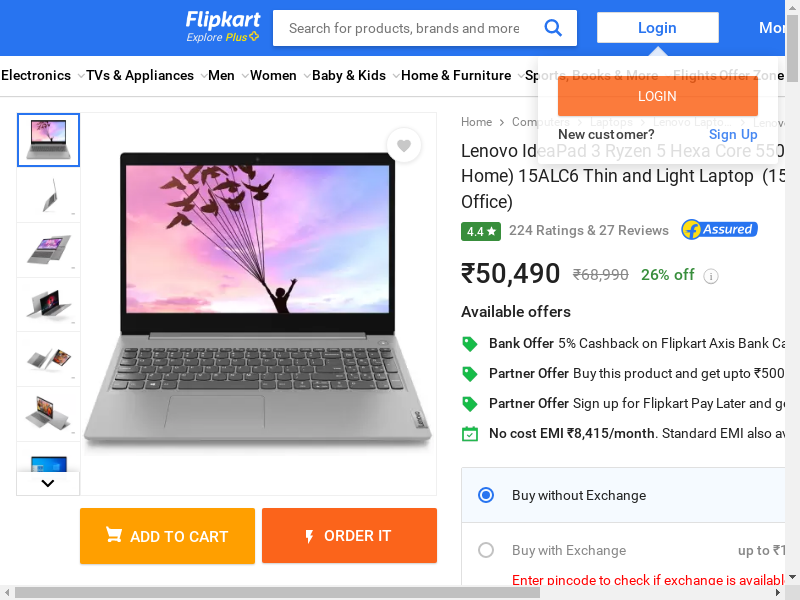 Flipkart
Explore Plus
Search for products, brands and more
Login
Electronics
TVs & Appliances
Men
Women
Baby & Kids
Home & Furniture
Sports, Books & More
Flights
Offer Zone
LOGIN
New customer?
Sign Up
Home
Computers
Laptops
Lenovo Lapto...
Lenovo IdeaPad 3 Ryzen 5 Hexa Core 550
Home) 15ALC6 Thin and Light Laptop (15
Office)
4.4
224 Ratings & 27 Reviews
Assured
₹50,490
₹68,990
26% off
Available offers
Bank Offer 5% Cashback on Flipkart Axis Bank Ca
Partner Offer Buy this product and get upto ₹500
Partner Offer Sign up for Flipkart Pay Later and ge
No cost EMI ₹8,415/month. Standard EMI also av
Lenovo
Buy without Exchange
ADD TO CART
ORDER IT
Buy with Exchange
up to ₹1
Enter pincode to check if exchange is availabl